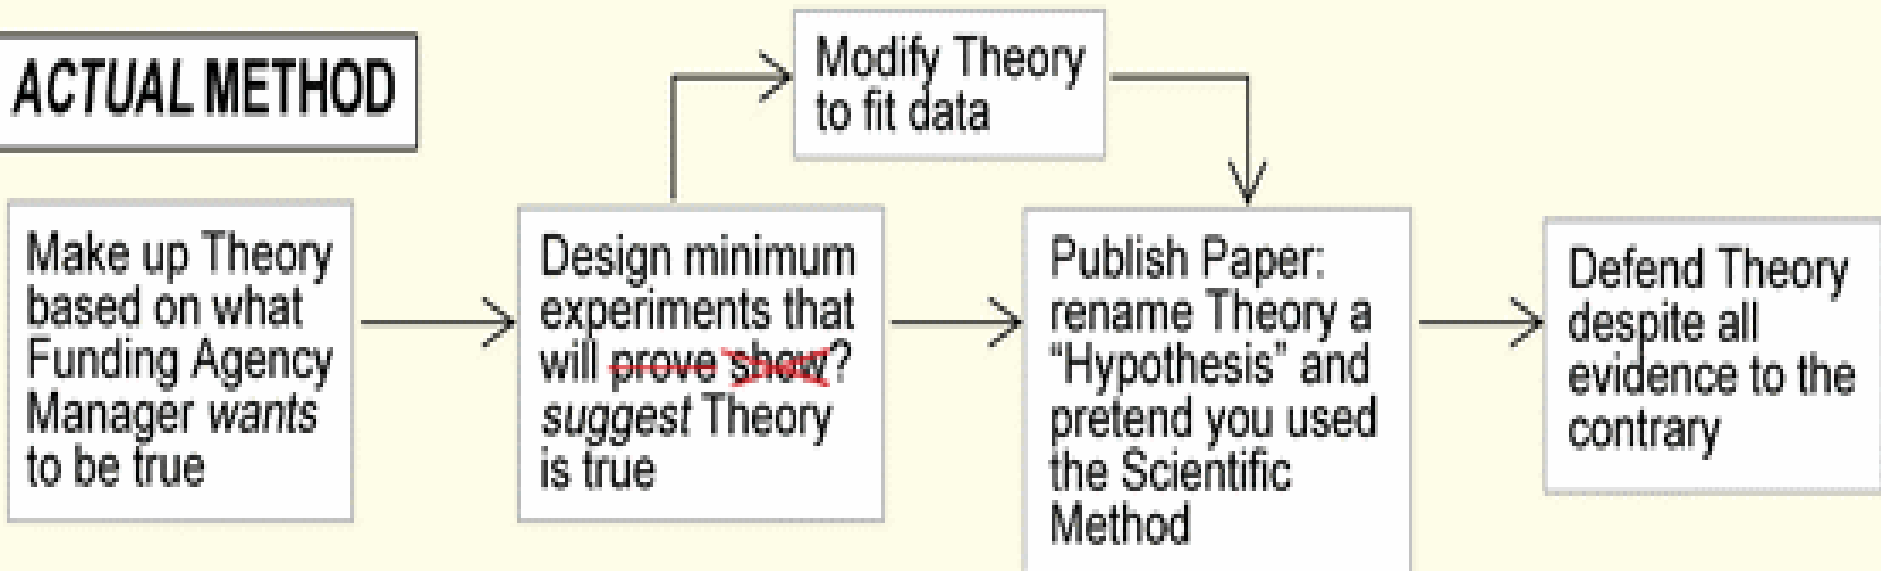 ACTUAL METHOD
Modify Theory
to fit data
Make up Theory
based on what
Funding Agency
Manager wants
to be true
Design minimum
experiments that
will prove show?
suggest Theory
is true
Publish Paper:
rename Theory a
“Hypothesis” and
pretend you used
the Scientific
Method
Defend Theory
despite all
evidence to the
contrary